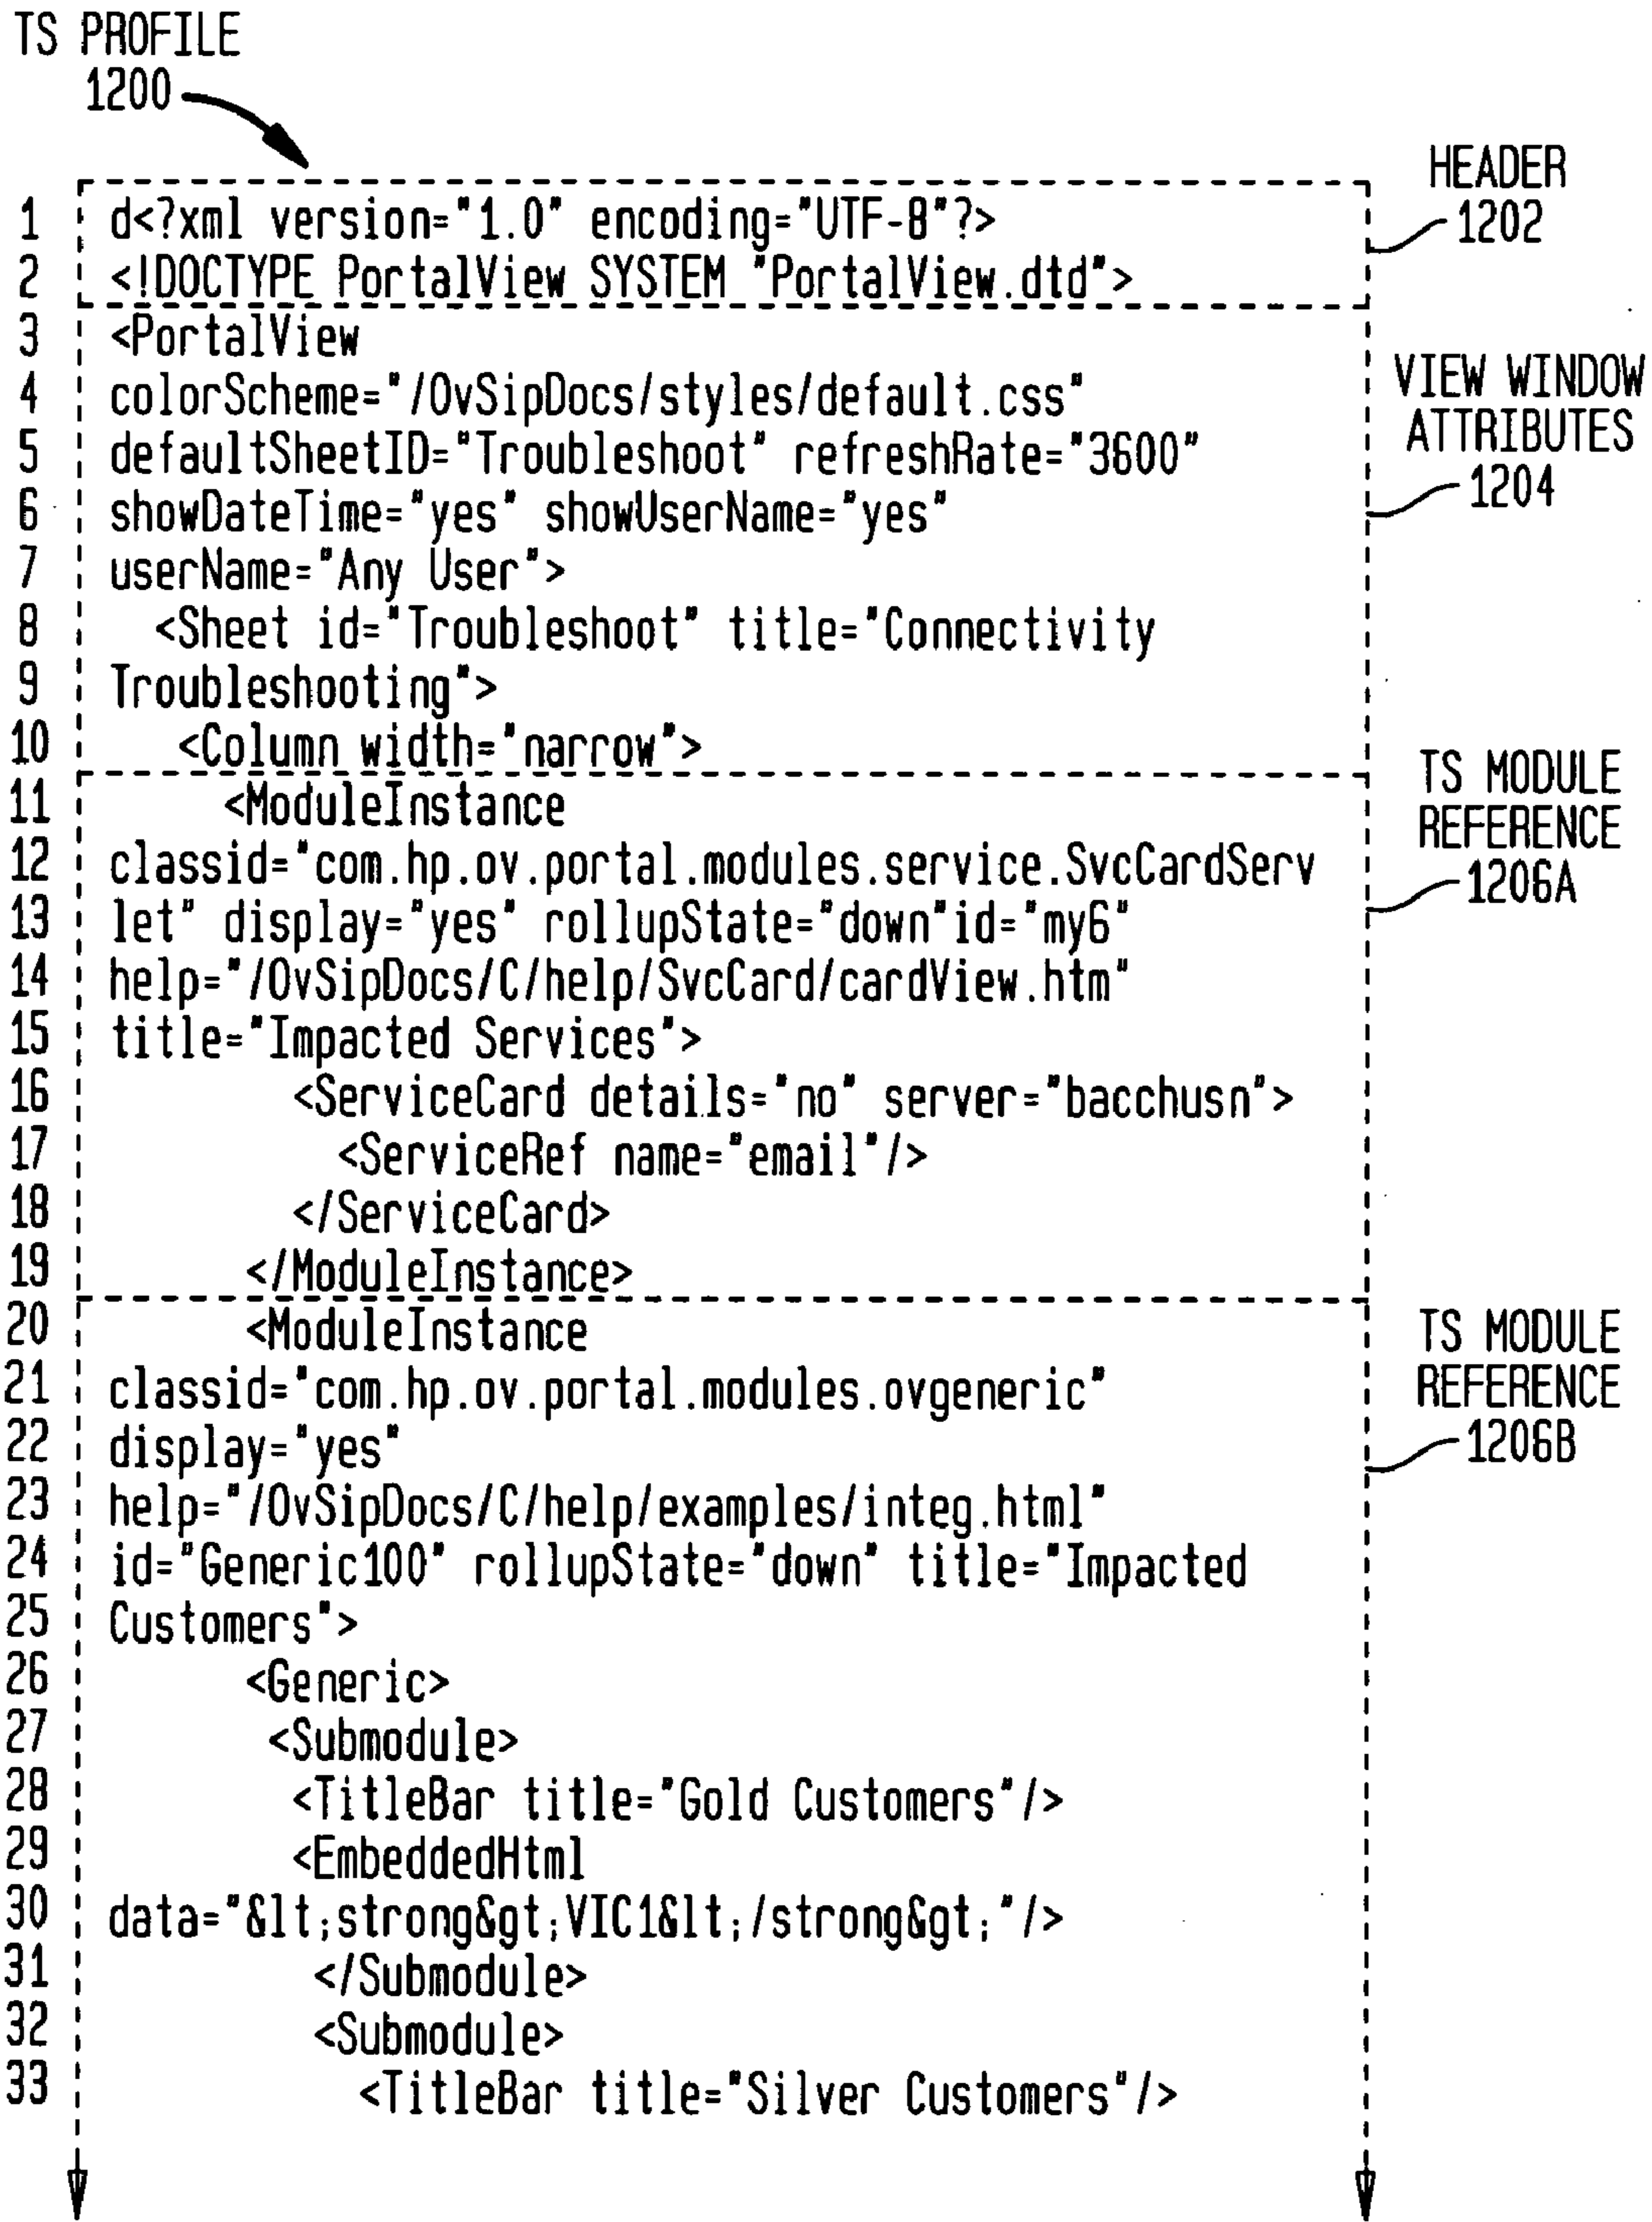 TS PROFILE
1200
HEADER
1202
1 d<?xml version="1.0" encoding="UTF-8"?>
2 <!DOCTYPE PortalView SYSTEM "PortalView.dtd">
3 <PortalView
VIEW WINDOW
ATTRIBUTES
1204
4 colorScheme="/OvSipDocs/styles/default.css"
5 defaultSheetID="Troubleshoot" refreshRate="3600"
6 showDateTime="yes" showUserName="yes"
7 userName="Any User">
8 <Sheet id="Troubleshoot" title="Connectivity
9 Troubleshooting">
10 <Column width="narrow">
TS MODULE
REFERENCE
1206A
11 <ModuleInstance
12 classid="com.hp.ov.portal.modules.service.SvcCardServ
13 let" display="yes" rollupState="down"id="my6"
14 help="/OvSipDocs/C/help/SvcCard/cardView.htm"
15 title="Impacted Services">
16 <ServiceCard details="no" server="bacchusn">
17 <ServiceRef name="email"/>
18 </ServiceCard>
19 </ModuleInstance>
20 <ModuleInstance
TS MODULE
REFERENCE
1206B
21 classid="com.hp.ov.portal.modules.ovgeneric"
22 display="yes"
23 help="/OvSipDocs/C/help/examples/integ.html"
24 id="Generic100" rollupState="down" title="Impacted
25 Customers">
26 <Generic>
27 <Submodule>
28 <TitleBar title="Gold Customers"/>
29 <EmbeddedHtml
30 data="&lt;strong&gt;VIC1&lt;/strong&gt;"/>
31 </Submodule>
32 <Submodule>
33 <TitleBar title="Silver Customers"/>